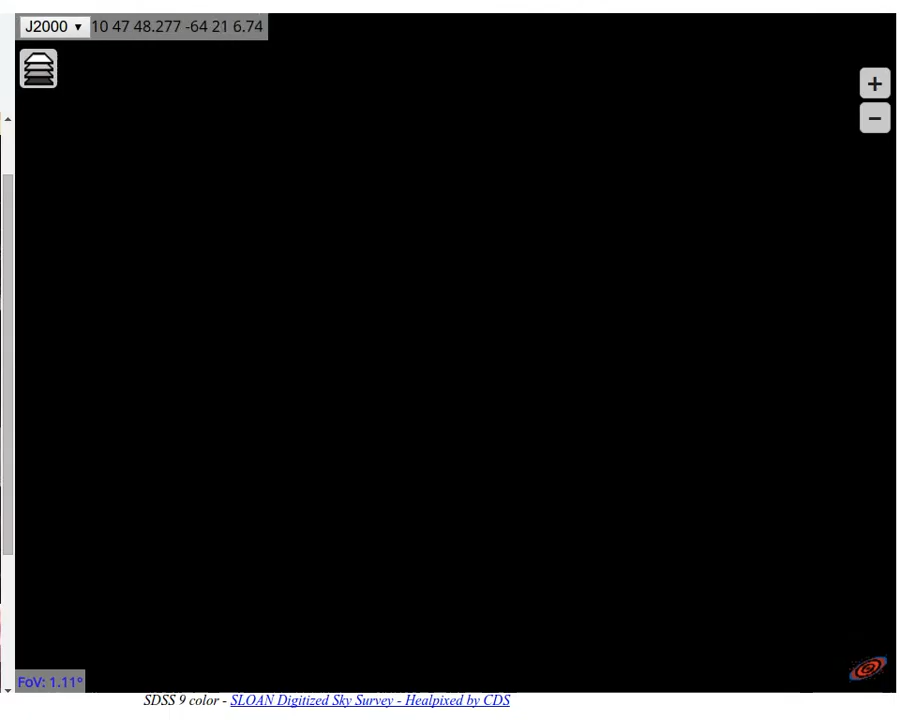 J2000 ▾ 10 47 48.277 -64 21 6.74
+
−
FoV: 1.11°
SDSS 9 color - SLOAN Digitized Sky Survey - Healpixed by CDS